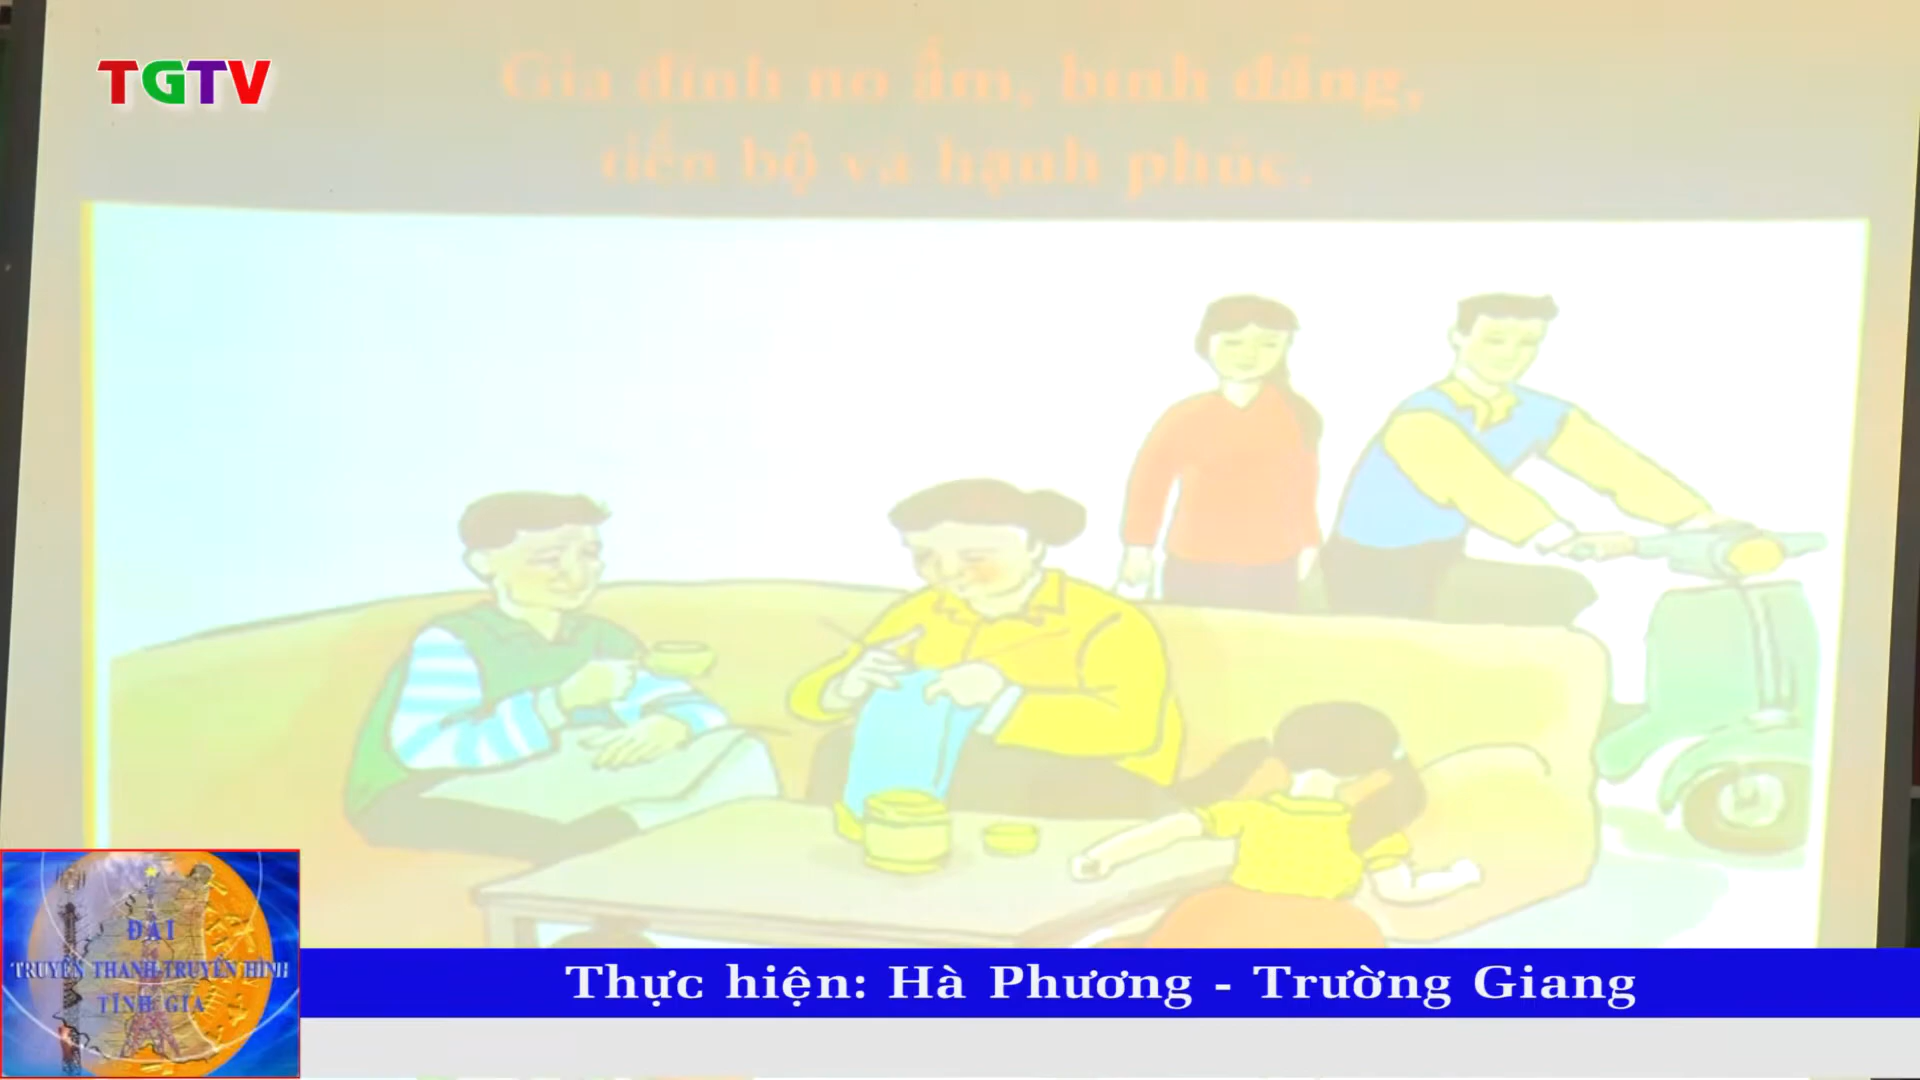 TGTV
Gia đình no ấm, bình đẳng,
tiến bộ và hạnh phúc.
ĐÀI
TRUYỀN THANH-TRUYỀN HÌNH
TĨNH GIA
Thực hiện: Hà Phương - Trường Giang